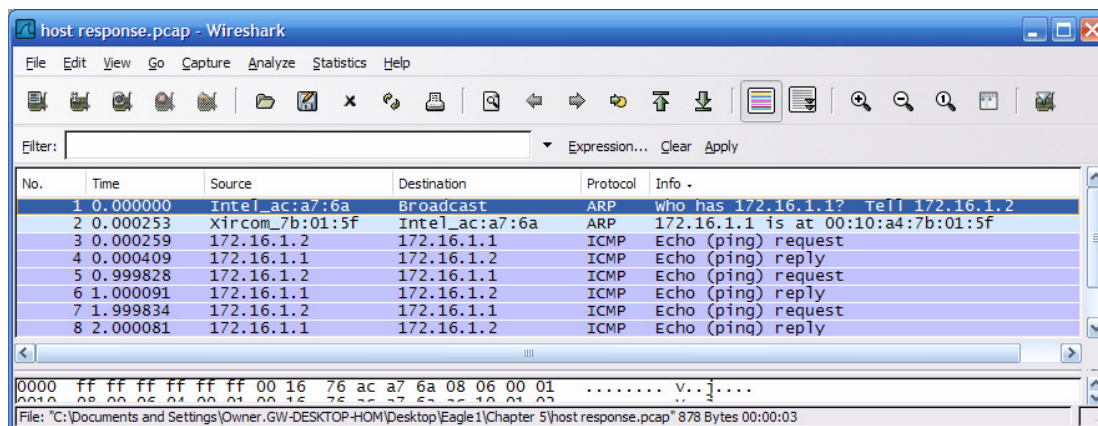 host response.pcap - Wireshark
File Edit View Go Capture Analyze Statistics Help
Filter: Expression... Clear Apply
No. Time Source Destination Protocol Info
1 0.000000 Intel_ac:a7:6a Broadcast ARP Who has 172.16.1.1? Tell 172.16.1.2
2 0.000253 Xircom_7b:01:5f Intel_ac:a7:6a ARP 172.16.1.1 is at 00:10:a4:7b:01:5f
3 0.000259 172.16.1.2 172.16.1.1 ICMP Echo (ping) request
4 0.000409 172.16.1.1 172.16.1.2 ICMP Echo (ping) reply
5 0.999828 172.16.1.2 172.16.1.1 ICMP Echo (ping) request
6 1.000091 172.16.1.1 172.16.1.2 ICMP Echo (ping) reply
7 1.999834 172.16.1.2 172.16.1.1 ICMP Echo (ping) request
8 2.000081 172.16.1.1 172.16.1.2 ICMP Echo (ping) reply
0000 ff ff ff ff ff ff 00 16 76 ac a7 6a 08 06 00 01 ........ v..j....
File: "C:\Documents and Settings\Owner.GW-DESKTOP-HOM\Desktop\Eagle1\Chapter 5\host response.pcap" 878 Bytes 00:00:03